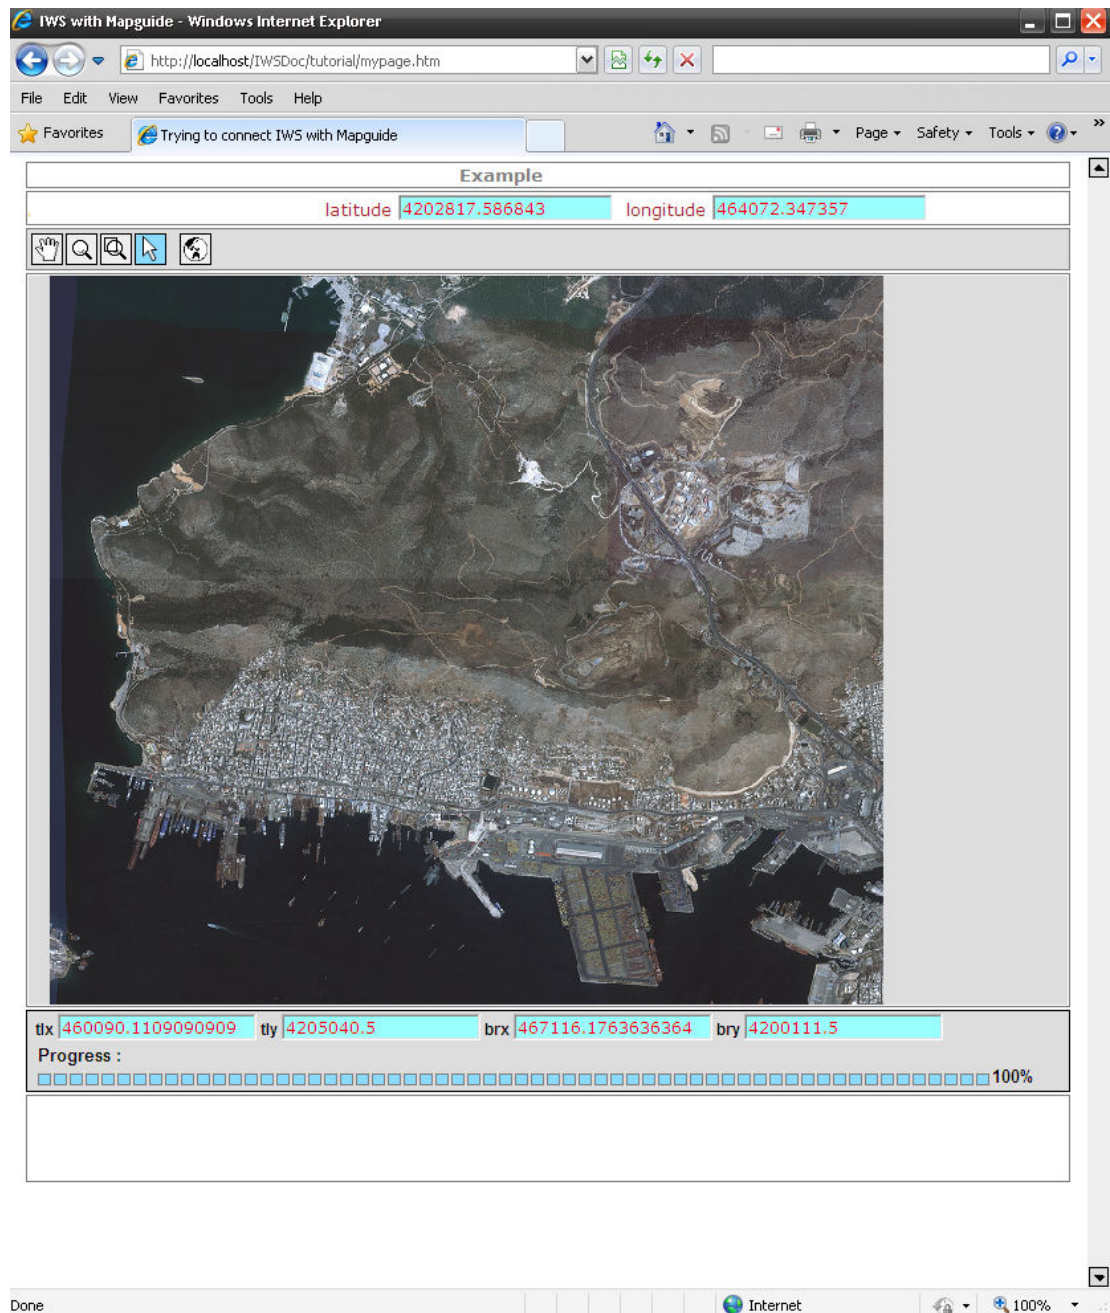 IWS with Mapguide - Windows Internet Explorer
http://localhost/IWSDoc/tutorial/mypage.htm
File Edit View Favorites Tools Help
Favorites Trying to connect IWS with Mapguide Page Safety Tools »
Example
latitude 4202817.586843 longitude 464072.347357
tlx 460090.1109090909 tly 4205040.5 brx 467116.1763636364 bry 4200111.5
Progress :
100%
Done Internet 100%